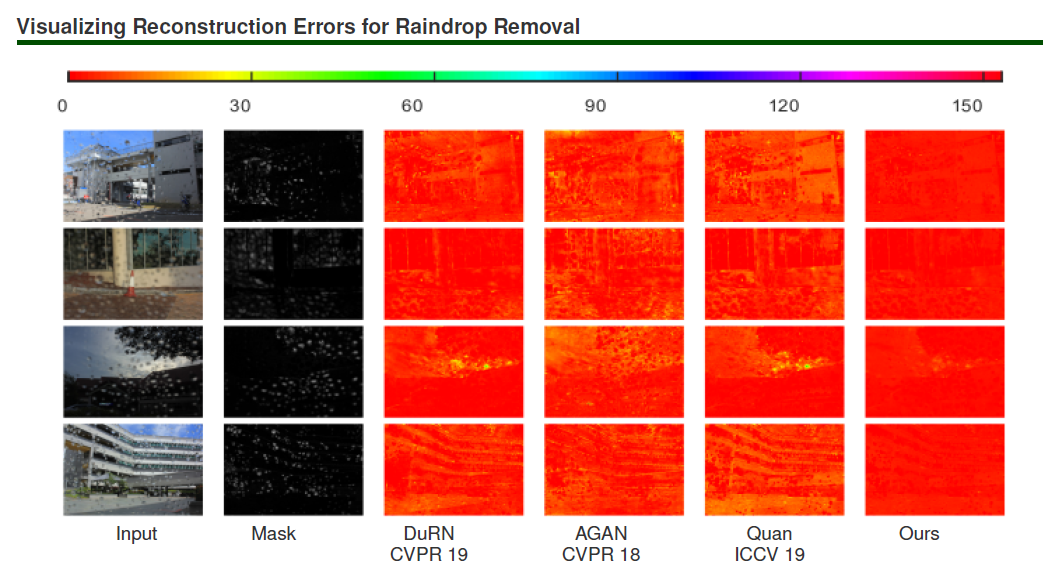 Visualizing Reconstruction Errors for Raindrop Removal
0 30 60 90 120 150
Input Mask DuRN AGAN Quan Ours
CVPR 19 CVPR 18 ICCV 19